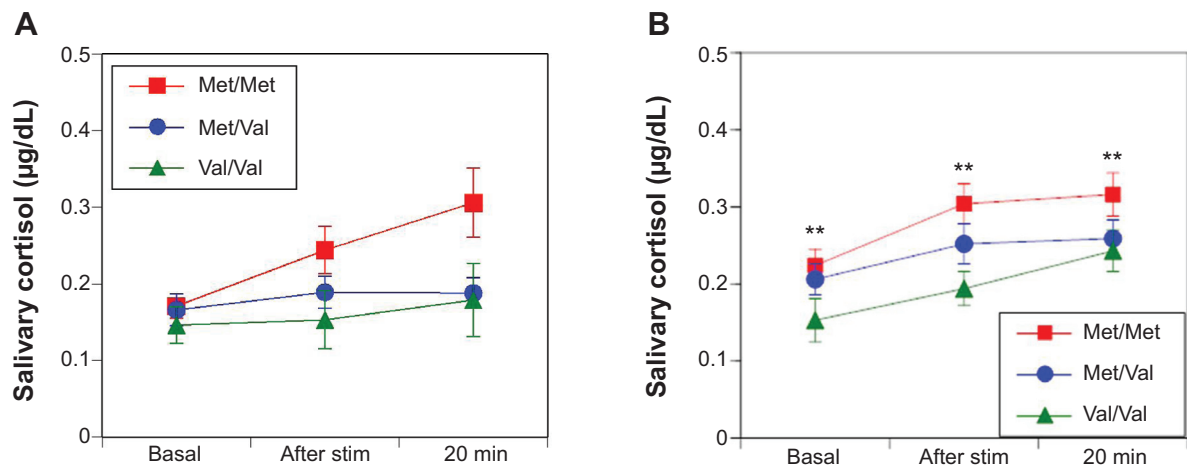 A
Salivary cortisol (µg/dL)
0.5
0.4
0.3
0.2
0.1
0
Met/Met
Met/Val
Val/Val
Basal After stim 20 min
B
Salivary cortisol (µg/dL)
0.5
0.4
0.3
0.2
0.1
0
**
**
**
Met/Met
Met/Val
Val/Val
Basal After stim 20 min